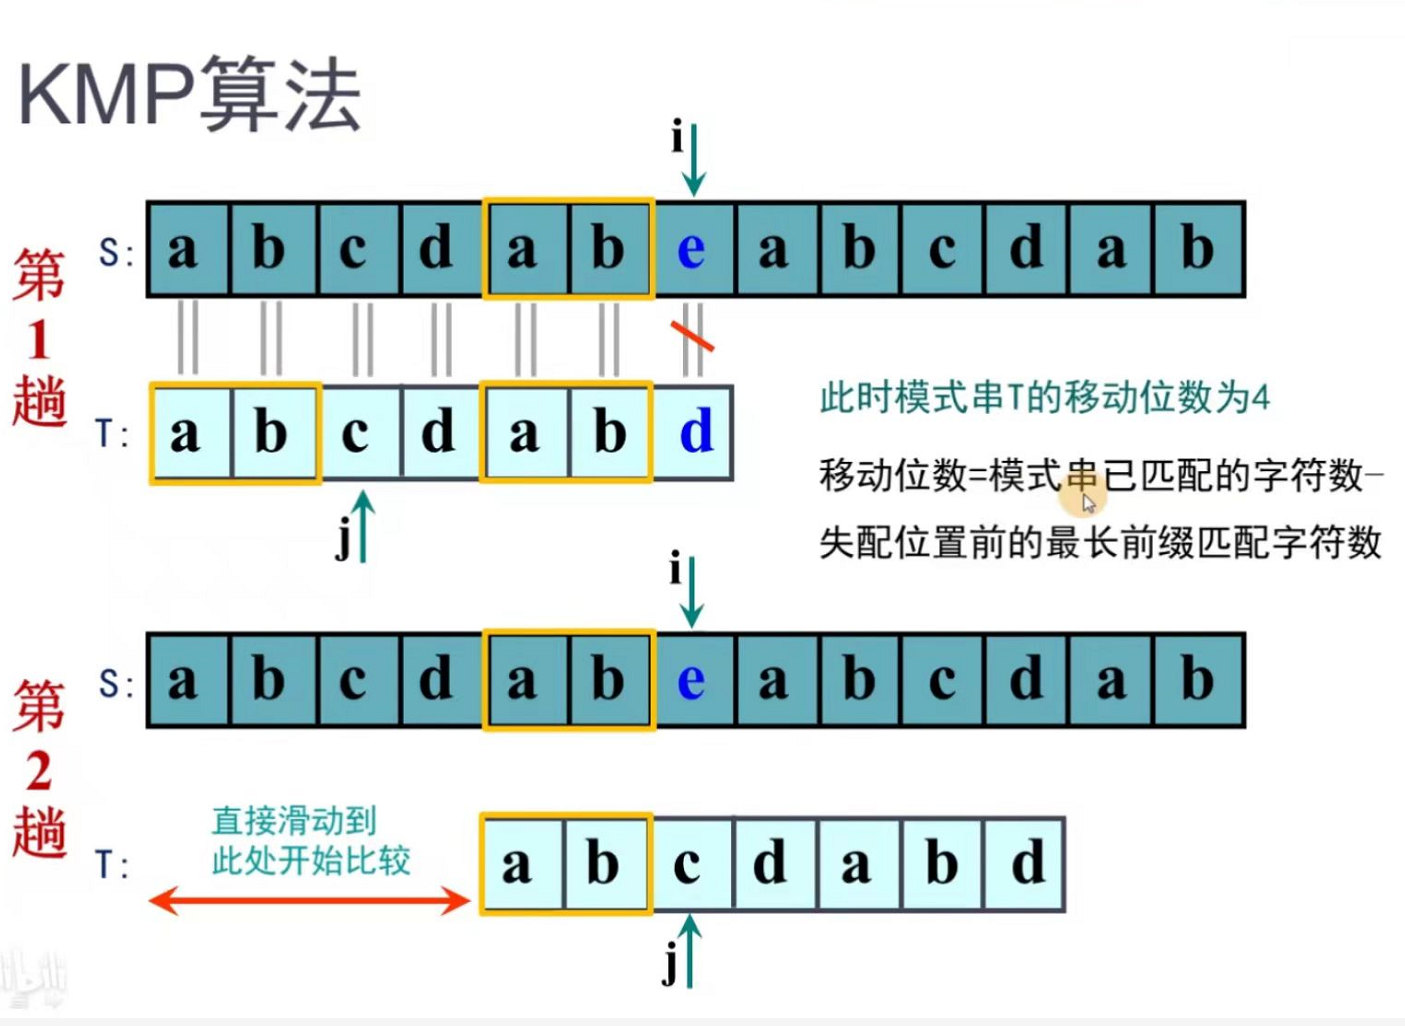 KMP算法
i
S: a b c d a b e a b c d a b
第1趟
T: a b c d a b d
j
此时模式串T的移动位数为4
移动位数=模式串已匹配的字符数—
失配位置前的最长前缀匹配字符数
i
S: a b c d a b e a b c d a b
第2趟
直接滑动到
此处开始比较
T: a b c d a b d
j